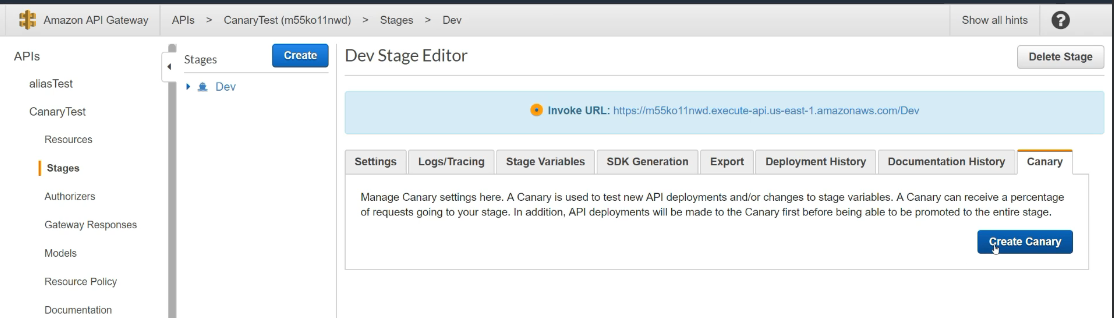 Amazon API Gateway
APIs > CanaryTest (m55ko11nwd) > Stages > Dev
Show all hints
?
APIs
aliasTest
CanaryTest
Resources
Stages
Authorizers
Gateway Responses
Models
Resource Policy
Documentation
Stages
Create
Dev
Dev Stage Editor
Delete Stage
Invoke URL: https://m55ko11nwd.execute-api.us-east-1.amazonaws.com/Dev
Settings
Logs/Tracing
Stage Variables
SDK Generation
Export
Deployment History
Documentation History
Canary
Manage Canary settings here. A Canary is used to test new API deployments and/or changes to stage variables. A Canary can receive a percentage
of requests going to your stage. In addition, API deployments will be made to the Canary first before being able to be promoted to the entire stage.
Create Canary